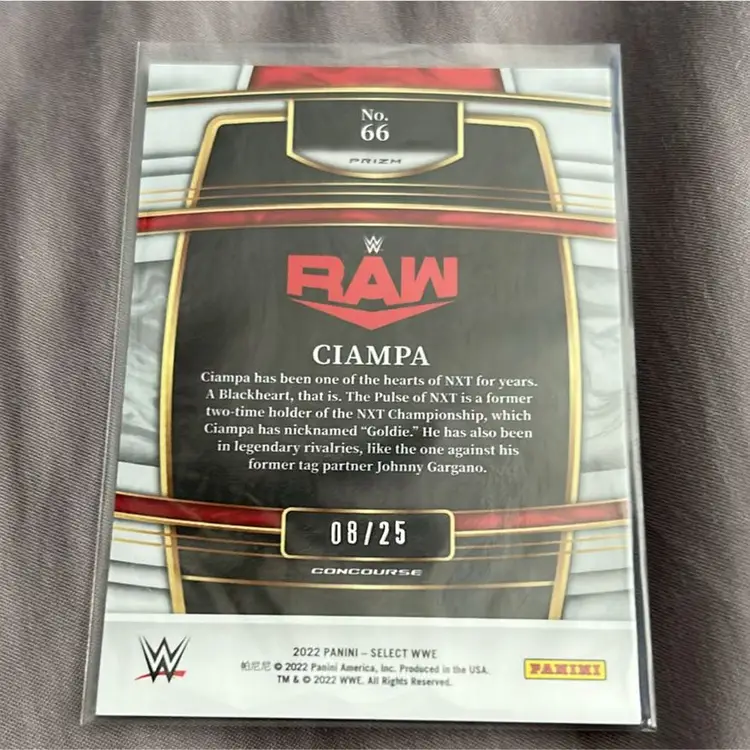 No.
66
PRIZM
W
RAW
CIAMPA
Ciampa has been one of the hearts of NXT for years.
A Blackheart, that is. The Pulse of NXT is a former
two-time holder of the NXT Championship, which
Ciampa has nicknamed “Goldie.” He has also been
in legendary rivalries, like the one against his
former tag partner Johnny Gargano.
08/25
CONCOURSE
W
2022 PANINI – SELECT WWE
帕尼尼 © 2022 Panini America, Inc. Produced in the USA.
TM & © 2022 WWE. All Rights Reserved.
PANINI